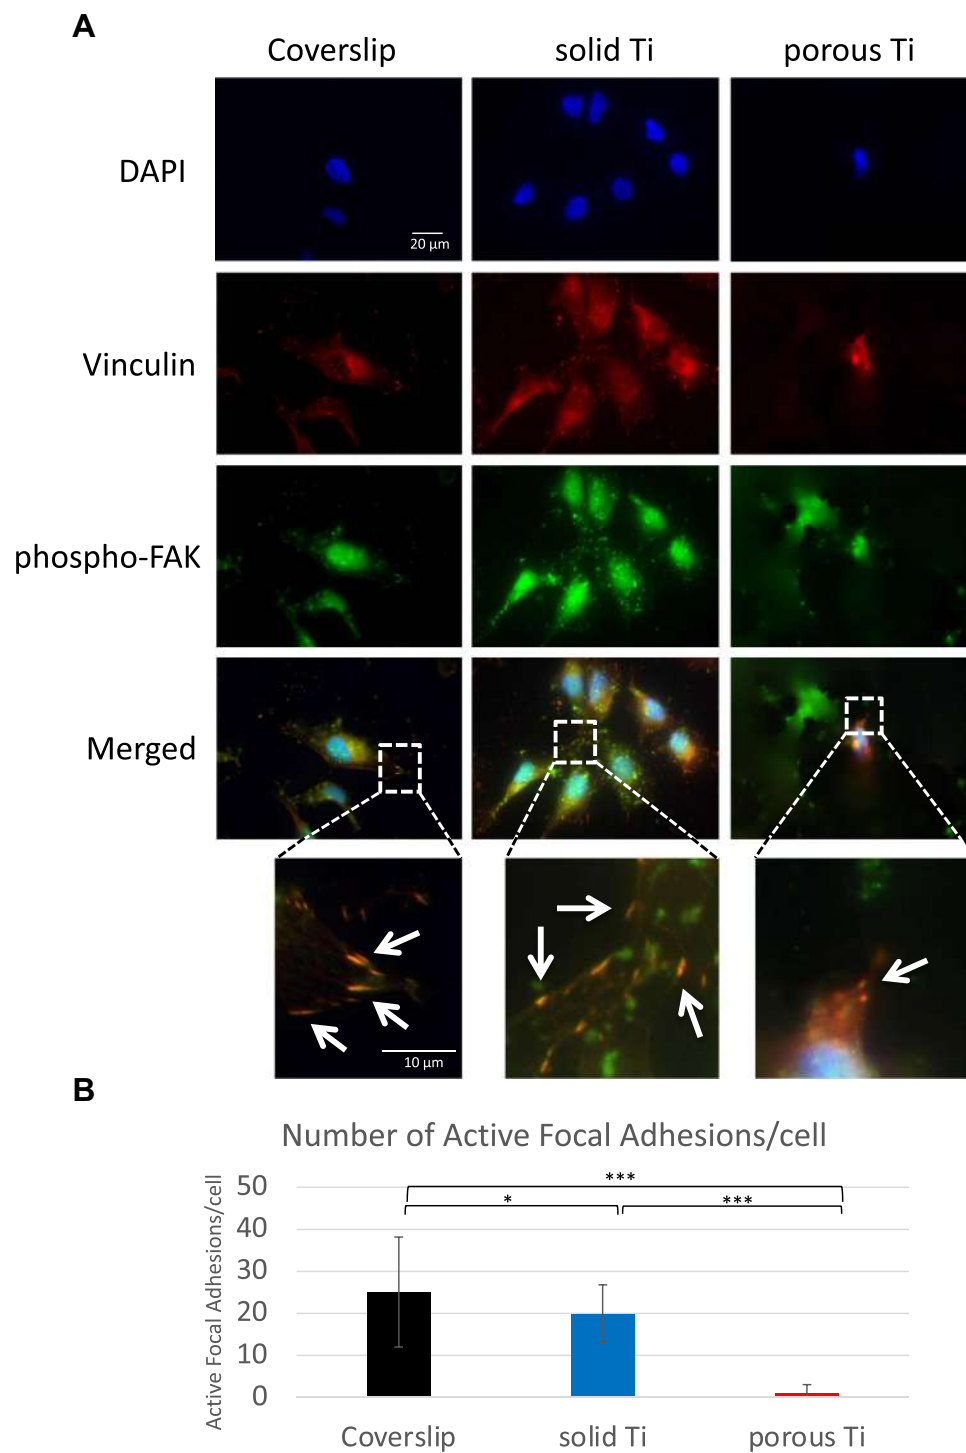 A
Coverslip
solid Ti
porous Ti
DAPI
20 µm
Vinculin
phospho-FAK
Merged
10 µm
B
Number of Active Focal Adhesions/cell
Active Focal Adhesions/cell
***
*
***
50
40
30
20
10
0
Coverslip
solid Ti
porous Ti